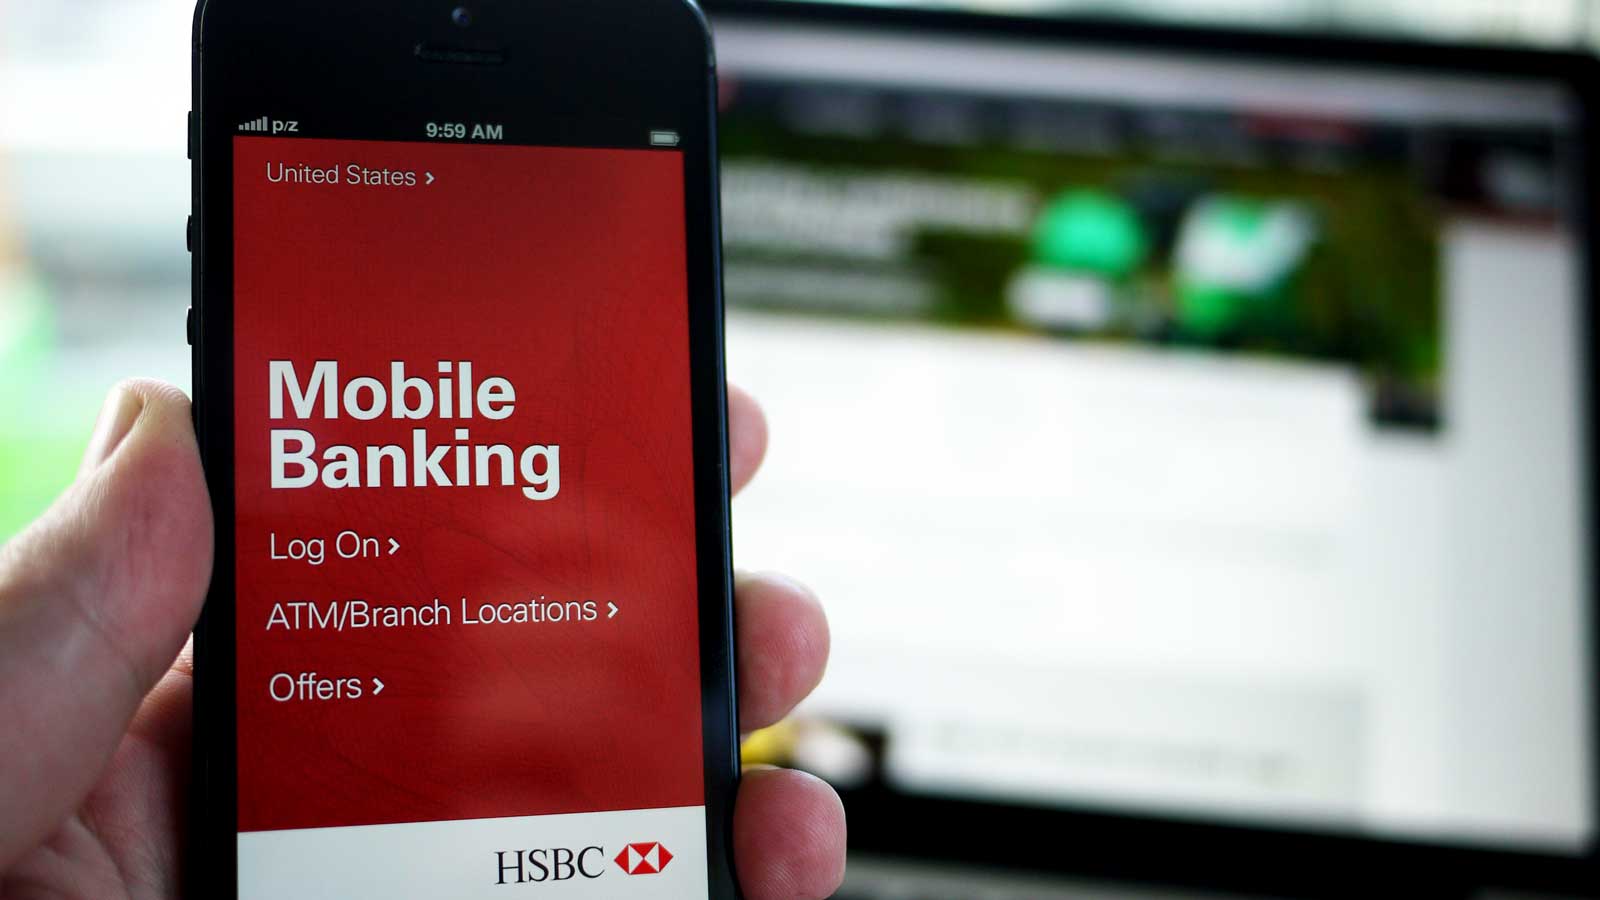 p/z
9:59 AM
United States
Mobile
Banking
Log On
ATM/Branch Locations
Offers
HSBC